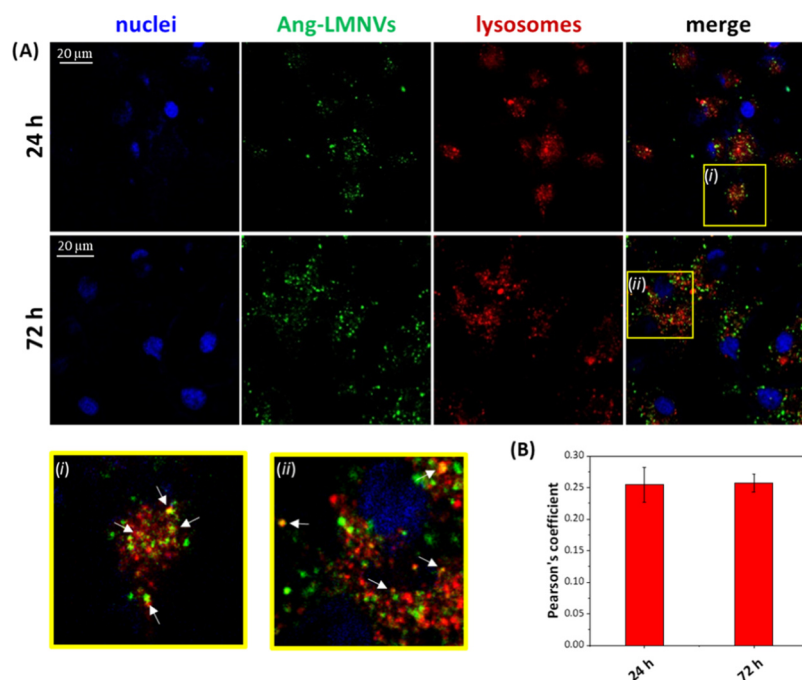 nuclei Ang-LMNVs lysosomes merge
(A)
20 µm
24 h
(i)
20 µm
72 h
(ii)
(i)
(ii)
(B)
0.30
0.25
0.20
0.15
0.10
0.05
0.00
Pearson's coefficient
24 h
72 h